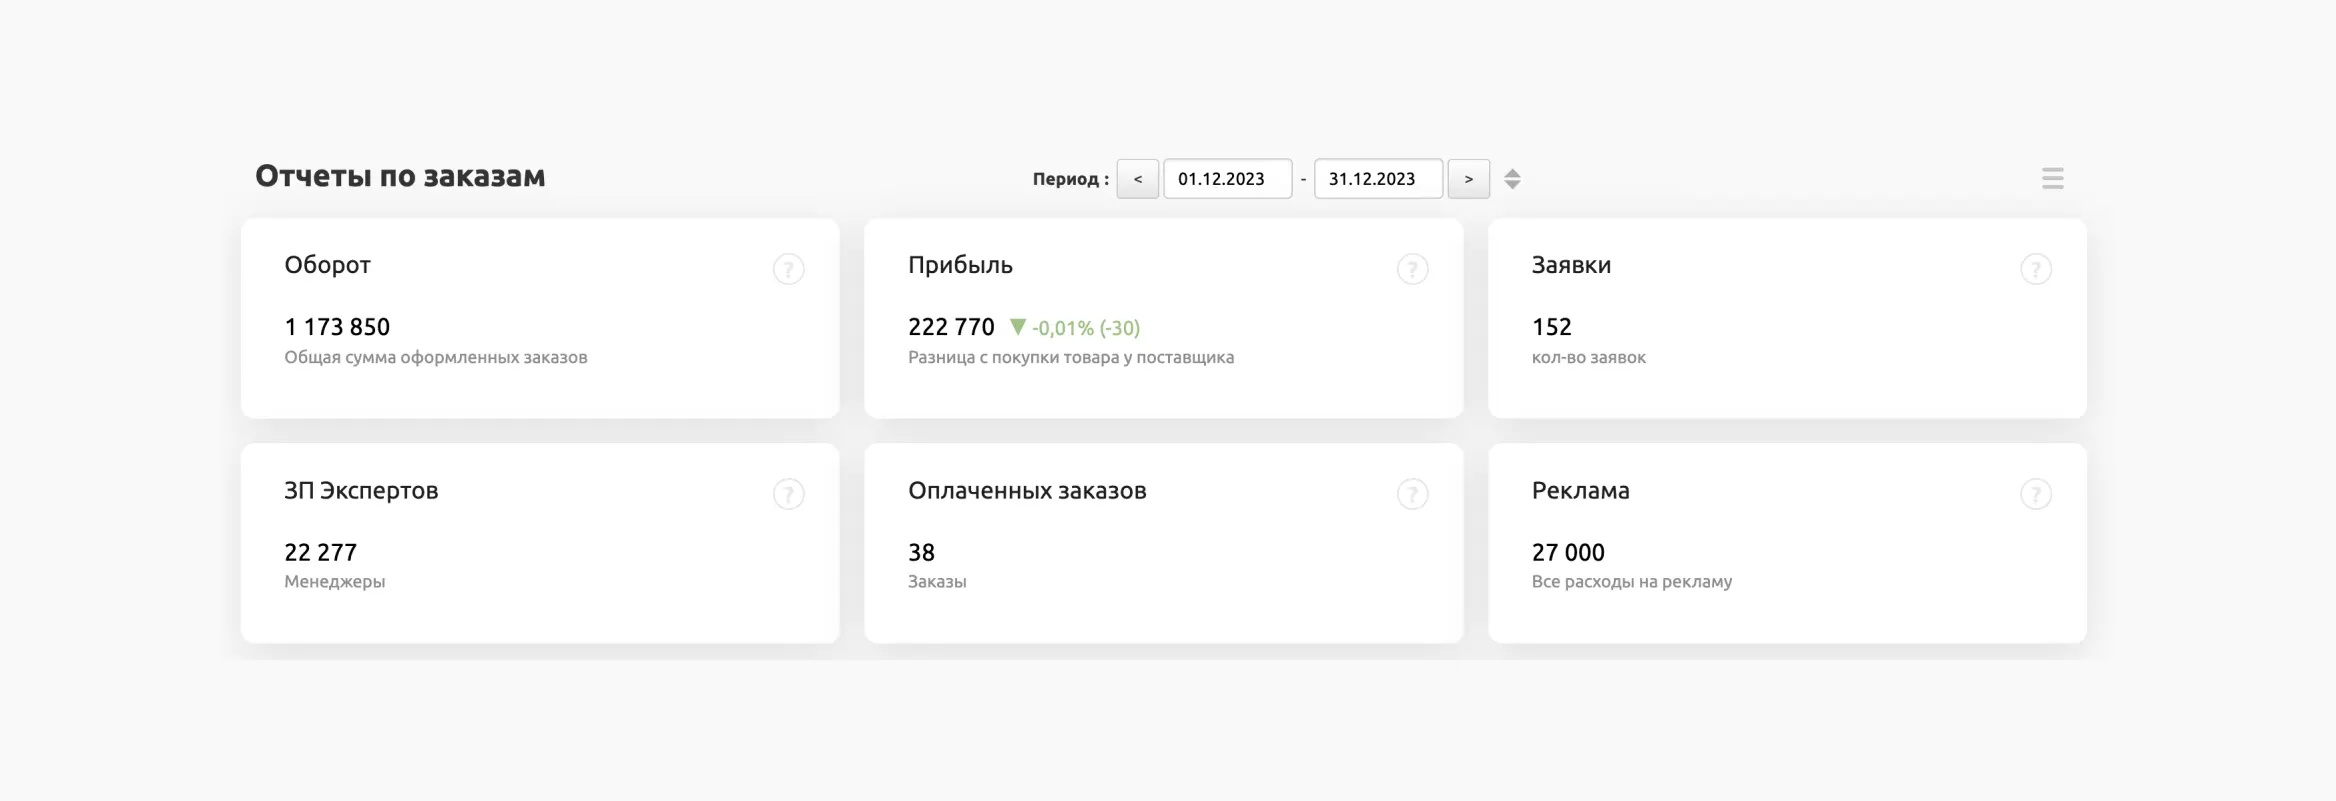 Отчеты по заказам
Период : < 01.12.2023 - 31.12.2023 >
Оборот ?
1 173 850
Общая сумма оформленных заказов
Прибыль ?
222 770 ▼ -0,01% (-30)
Разница с покупки товара у поставщика
Заявки ?
152
кол-во заявок
ЗП Экспертов ?
22 277
Менеджеры
Оплаченных заказов ?
38
Заказы
Реклама ?
27 000
Все расходы на рекламу